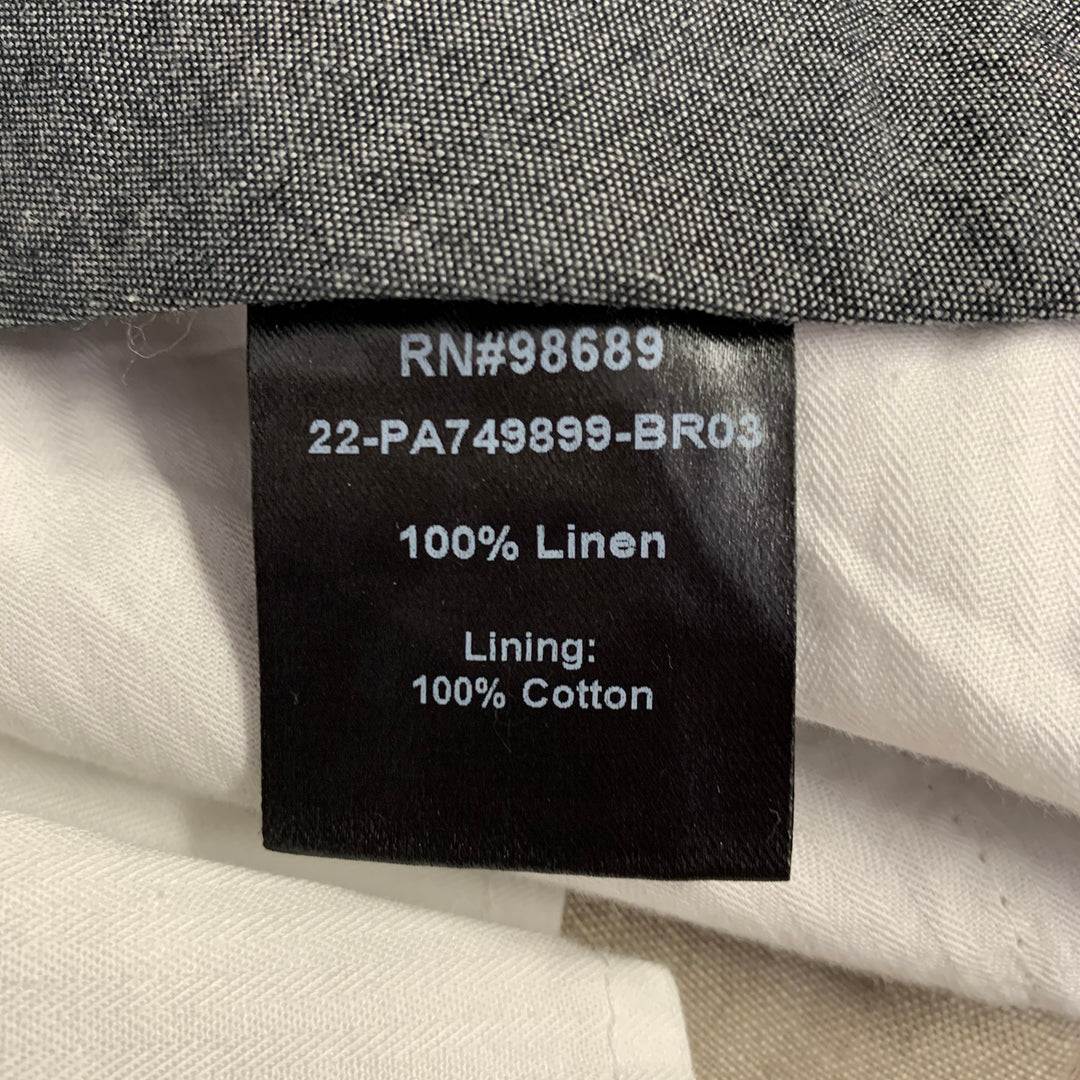 RN#98689
22-PA749899-BR03
100% Linen
Lining:
100% Cotton